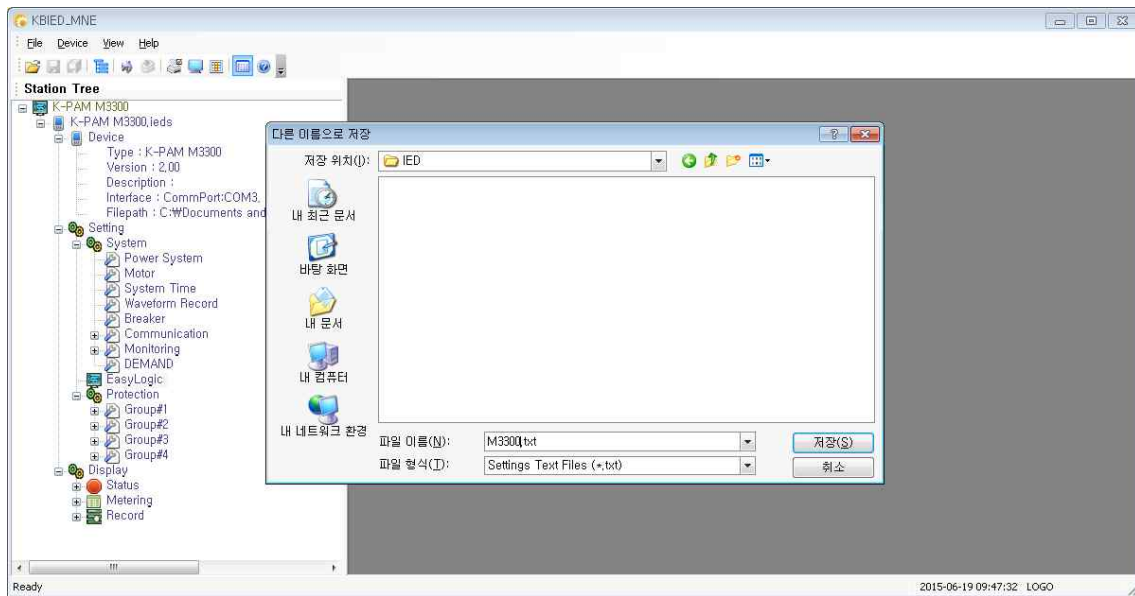 KBIED_MNE
File Device View Help
Station Tree
K-PAM M3300
K-PAM M3300.ieds
Device
Type : K-PAM M3300
Version : 2.00
Description :
Interface : CommPort:COM3,
Filepath : C:₩Documents and
Setting
System
Power System
Motor
System Time
Waveform Record
Breaker
Communication
Monitoring
DEMAND
EasyLogic
Protection
Group#1
Group#2
Group#3
Group#4
Display
Status
Metering
Record
다른 이름으로 저장
저장 위치(I): IED
내 최근 문서
바탕 화면
내 문서
내 컴퓨터
내 네트워크 환경
파일 이름(N): M3300.txt 저장(S)
파일 형식(T): Settings Text Files (*.txt) 취소
Ready 2015-06-19 09:47:32 LOGO